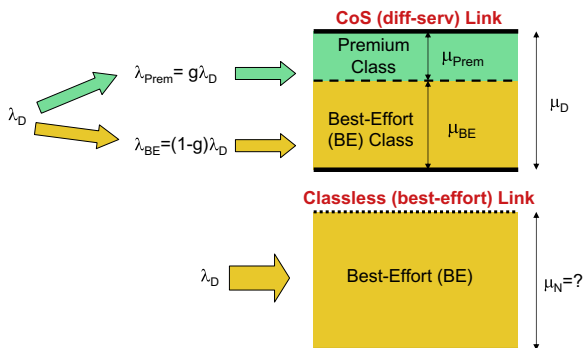 CoS (diff-serv) Link
Premium
Class
μPrem
λPrem= gλD
μD
λD
Best-Effort
(BE) Class
μBE
λBE=(1-g)λD
Classless (best-effort) Link
λD
Best-Effort (BE)
μN=?